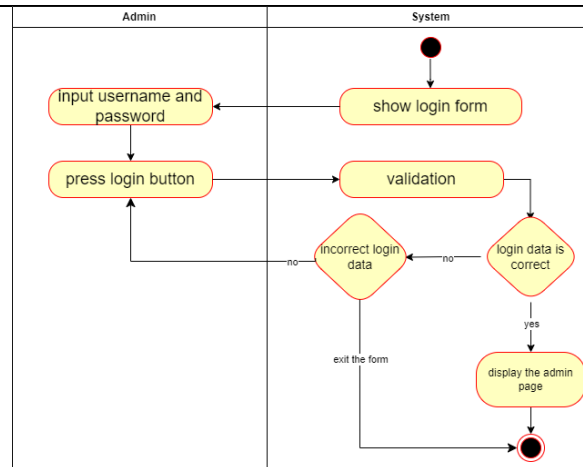 Admin
System
input username and
password
show login form
press login button
validation
incorrect login
data
login data is
correct
no
no
yes
exit the form
display the admin
page